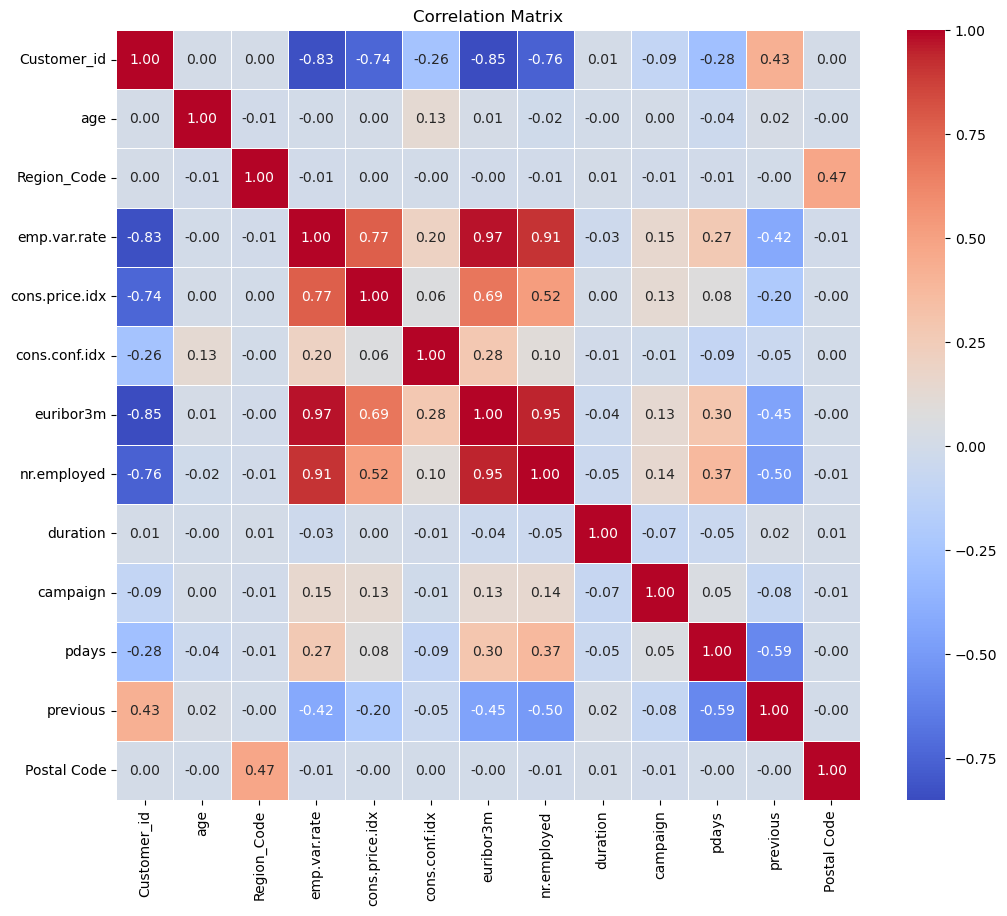 Correlation Matrix
Customer_id 1.00 0.00 0.00 -0.83 -0.74 -0.26 -0.85 -0.76 0.01 -0.09 -0.28 0.43 0.00
age 0.00 1.00 -0.01 -0.00 0.00 0.13 0.01 -0.02 -0.00 0.00 -0.04 0.02 -0.00
Region_Code 0.00 -0.01 1.00 -0.01 0.00 -0.00 -0.00 -0.01 0.01 -0.01 -0.01 -0.00 0.47
emp.var.rate -0.83 -0.00 -0.01 1.00 0.77 0.20 0.97 0.91 -0.03 0.15 0.27 -0.42 -0.01
cons.price.idx -0.74 0.00 0.00 0.77 1.00 0.06 0.69 0.52 0.00 0.13 0.08 -0.20 -0.00
cons.conf.idx -0.26 0.13 -0.00 0.20 0.06 1.00 0.28 0.10 -0.01 -0.01 -0.09 -0.05 0.00
euribor3m -0.85 0.01 -0.00 0.97 0.69 0.28 1.00 0.95 -0.04 0.13 0.30 -0.45 -0.00
nr.employed -0.76 -0.02 -0.01 0.91 0.52 0.10 0.95 1.00 -0.05 0.14 0.37 -0.50 -0.01
duration 0.01 -0.00 0.01 -0.03 0.00 -0.01 -0.04 -0.05 1.00 -0.07 -0.05 0.02 0.01
campaign -0.09 0.00 -0.01 0.15 0.13 -0.01 0.13 0.14 -0.07 1.00 0.05 -0.08 -0.01
pdays -0.28 -0.04 -0.01 0.27 0.08 -0.09 0.30 0.37 -0.05 0.05 1.00 -0.59 -0.00
previous 0.43 0.02 -0.00 -0.42 -0.20 -0.05 -0.45 -0.50 0.02 -0.08 -0.59 1.00 -0.00
Postal Code 0.00 -0.00 0.47 -0.01 -0.00 0.00 -0.00 -0.01 0.01 -0.01 -0.00 -0.00 1.00
Customer_id age Region_Code emp.var.rate cons.price.idx cons.conf.idx euribor3m nr.employed duration campaign pdays previous Postal Code
1.00
0.75
0.50
0.25
0.00
−0.25
−0.50
−0.75